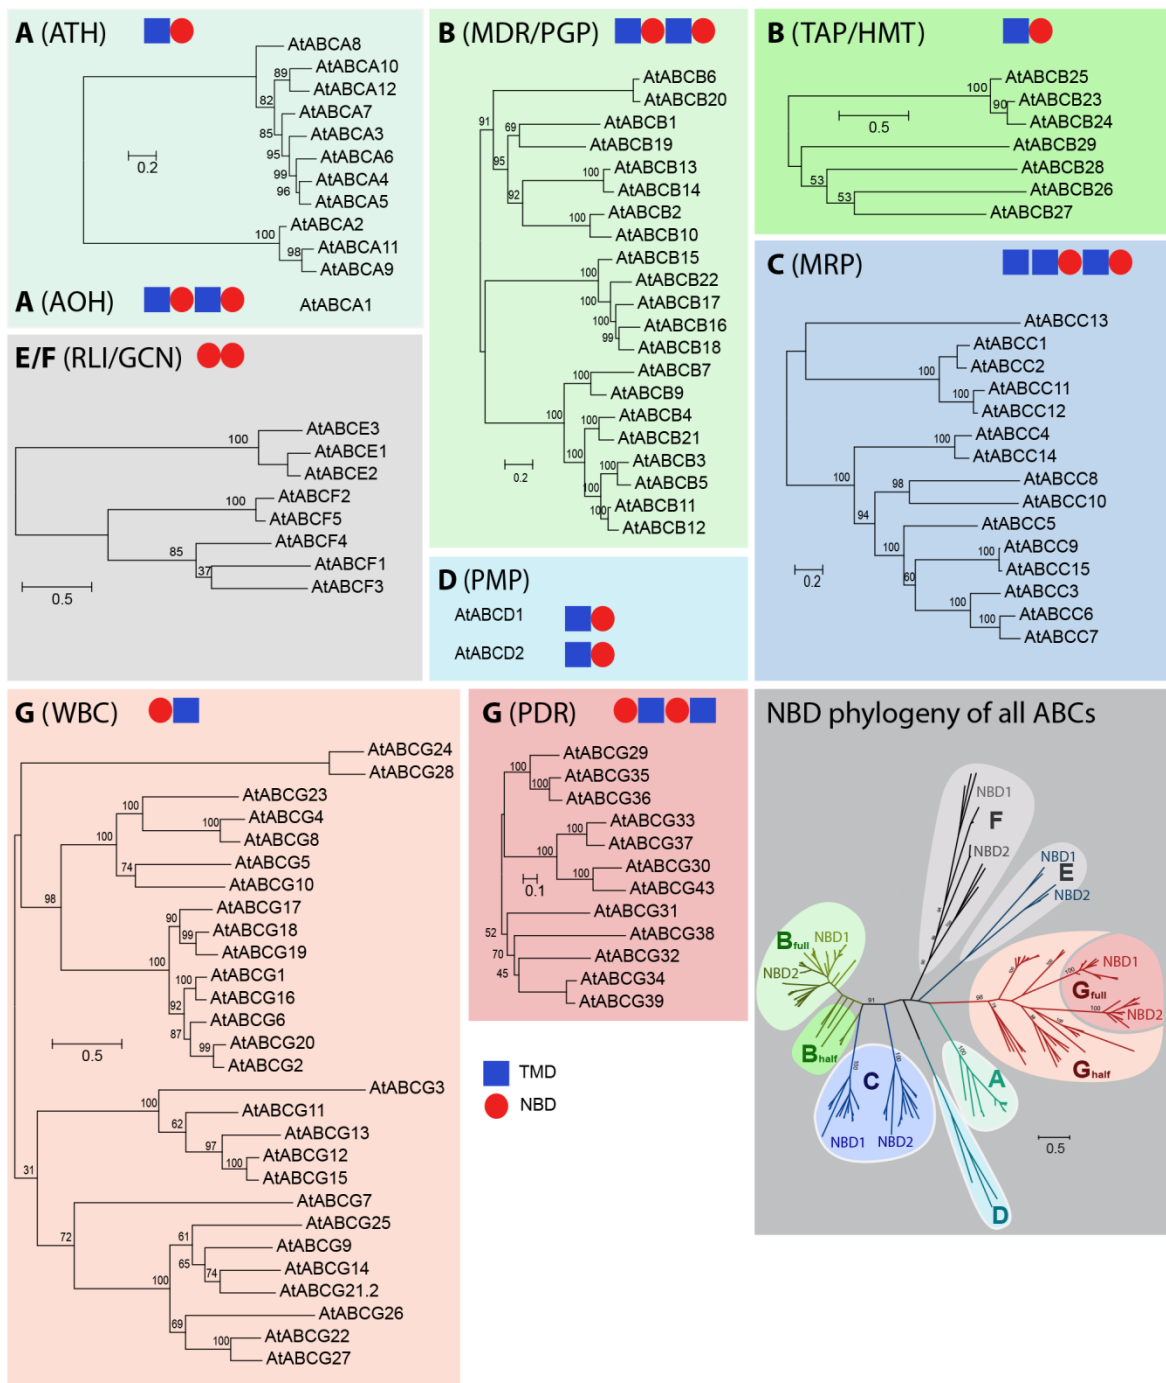 A (ATH)
AtABCA8
AtABCA10
AtABCA12
AtABCA7
AtABCA3
AtABCA6
AtABCA4
AtABCA5
AtABCA2
AtABCA11
AtABCA9
89
82
85
95
99
96
100
98
0.2
A (AOH)
AtABCA1
E/F (RLI/GCN)
AtABCE3
AtABCE1
AtABCE2
AtABCF2
AtABCF5
AtABCF4
AtABCF1
AtABCF3
100
100
85
37
0.5
B (MDR/PGP)
AtABCB6
AtABCB20
AtABCB1
AtABCB19
AtABCB13
AtABCB14
AtABCB2
AtABCB10
AtABCB15
AtABCB22
AtABCB17
AtABCB16
AtABCB18
AtABCB7
AtABCB9
AtABCB4
AtABCB21
AtABCB3
AtABCB5
AtABCB11
AtABCB12
91
69
95
100
92
100
100
100
100
99
100
100
100
100
100
100
100
0.2
D (PMP)
AtABCD1
AtABCD2
B (TAP/HMT)
AtABCB25
AtABCB23
AtABCB24
AtABCB29
AtABCB28
AtABCB26
AtABCB27
100
90
53
53
0.5
C (MRP)
AtABCC13
AtABCC1
AtABCC2
AtABCC11
AtABCC12
AtABCC4
AtABCC14
AtABCC8
AtABCC10
AtABCC5
AtABCC9
AtABCC15
AtABCC3
AtABCC6
AtABCC7
100
100
100
100
98
94
100
60
100
100
0.2
G (WBC)
AtABCG24
AtABCG28
AtABCG23
AtABCG4
AtABCG8
AtABCG5
AtABCG10
AtABCG17
AtABCG18
AtABCG19
AtABCG1
AtABCG16
AtABCG6
AtABCG20
AtABCG2
AtABCG3
AtABCG11
AtABCG13
AtABCG12
AtABCG15
AtABCG7
AtABCG25
AtABCG9
AtABCG14
AtABCG21.2
AtABCG26
AtABCG22
AtABCG27
100
100
100
74
98
90
99
100
100
92
87
99
0.5
100
62
97
100
31
72
61
65
74
100
69
100
G (PDR)
AtABCG29
AtABCG35
AtABCG36
AtABCG33
AtABCG37
AtABCG30
AtABCG43
AtABCG31
AtABCG38
AtABCG32
AtABCG34
AtABCG39
100
100
100
100
100
0.1
52
70
45
TMD
NBD
NBD phylogeny of all ABCs
NBD1
F
NBD2
NBD1
E
NBD2
B full
NBD1
NBD2
B half
NBD1
G full
NBD2
G half
C
NBD1
NBD2
A
D
91
98
100
100
100
100
100
0.5